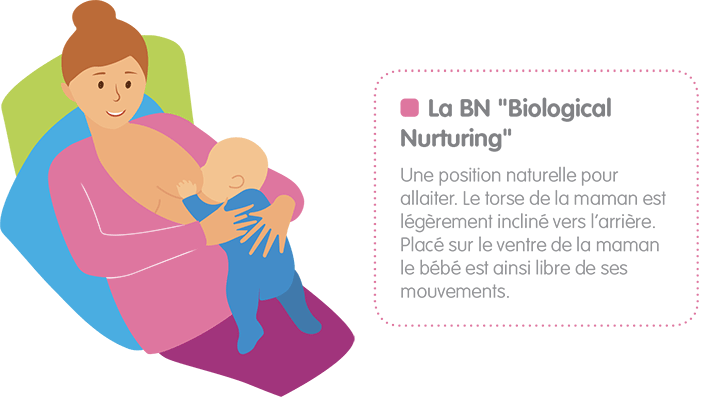 La BN "Biological
Nurturing"
Une position naturelle pour
allaiter. Le torse de la maman est
légèrement incliné vers l’arrière.
Placé sur le ventre de la maman
le bébé est ainsi libre de ses
mouvements.